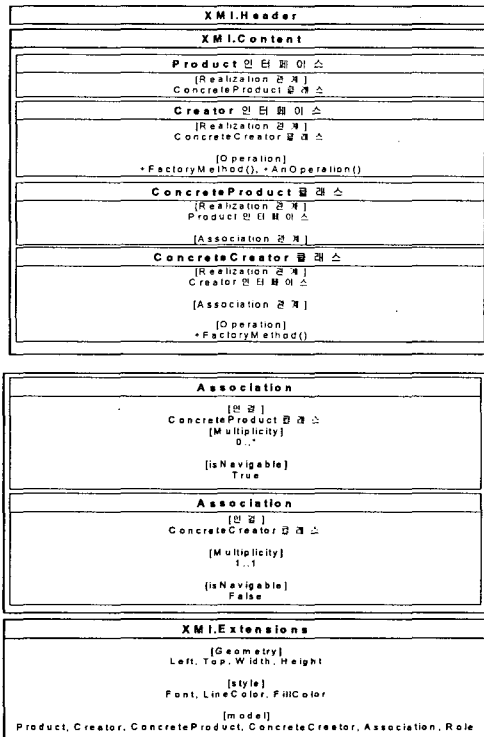 XMI.Header
XMI.Content
Product 인터페이스
[Realization 관계]
ConcreteProduct 클래스
Creator 인터페이스
[Realization 관계]
ConcreteCreator 클래스
[Operation]
+FactoryMethod(), +AnOperation()
ConcreteProduct 클래스
[Realization 관계]
Product 인터페이스
[Association 관계]
ConcreteCreator 클래스
[Realization 관계]
Creator 인터페이스
[Association 관계]
[Operation]
+FactoryMethod()
Association
[연결]
ConcreteProduct 클래스
[Multiplicity]
0..*
[isNavigable]
True
Association
[연결]
ConcreteCreator 클래스
[Multiplicity]
1..1
[isNavigable]
False
XMI.Extensions
[Geometry]
Left, Top, Width, Height
[style]
Font, LineColor, FillColor
[model]
Product, Creator, ConcreteProduct, ConcreteCreator, Association, Role